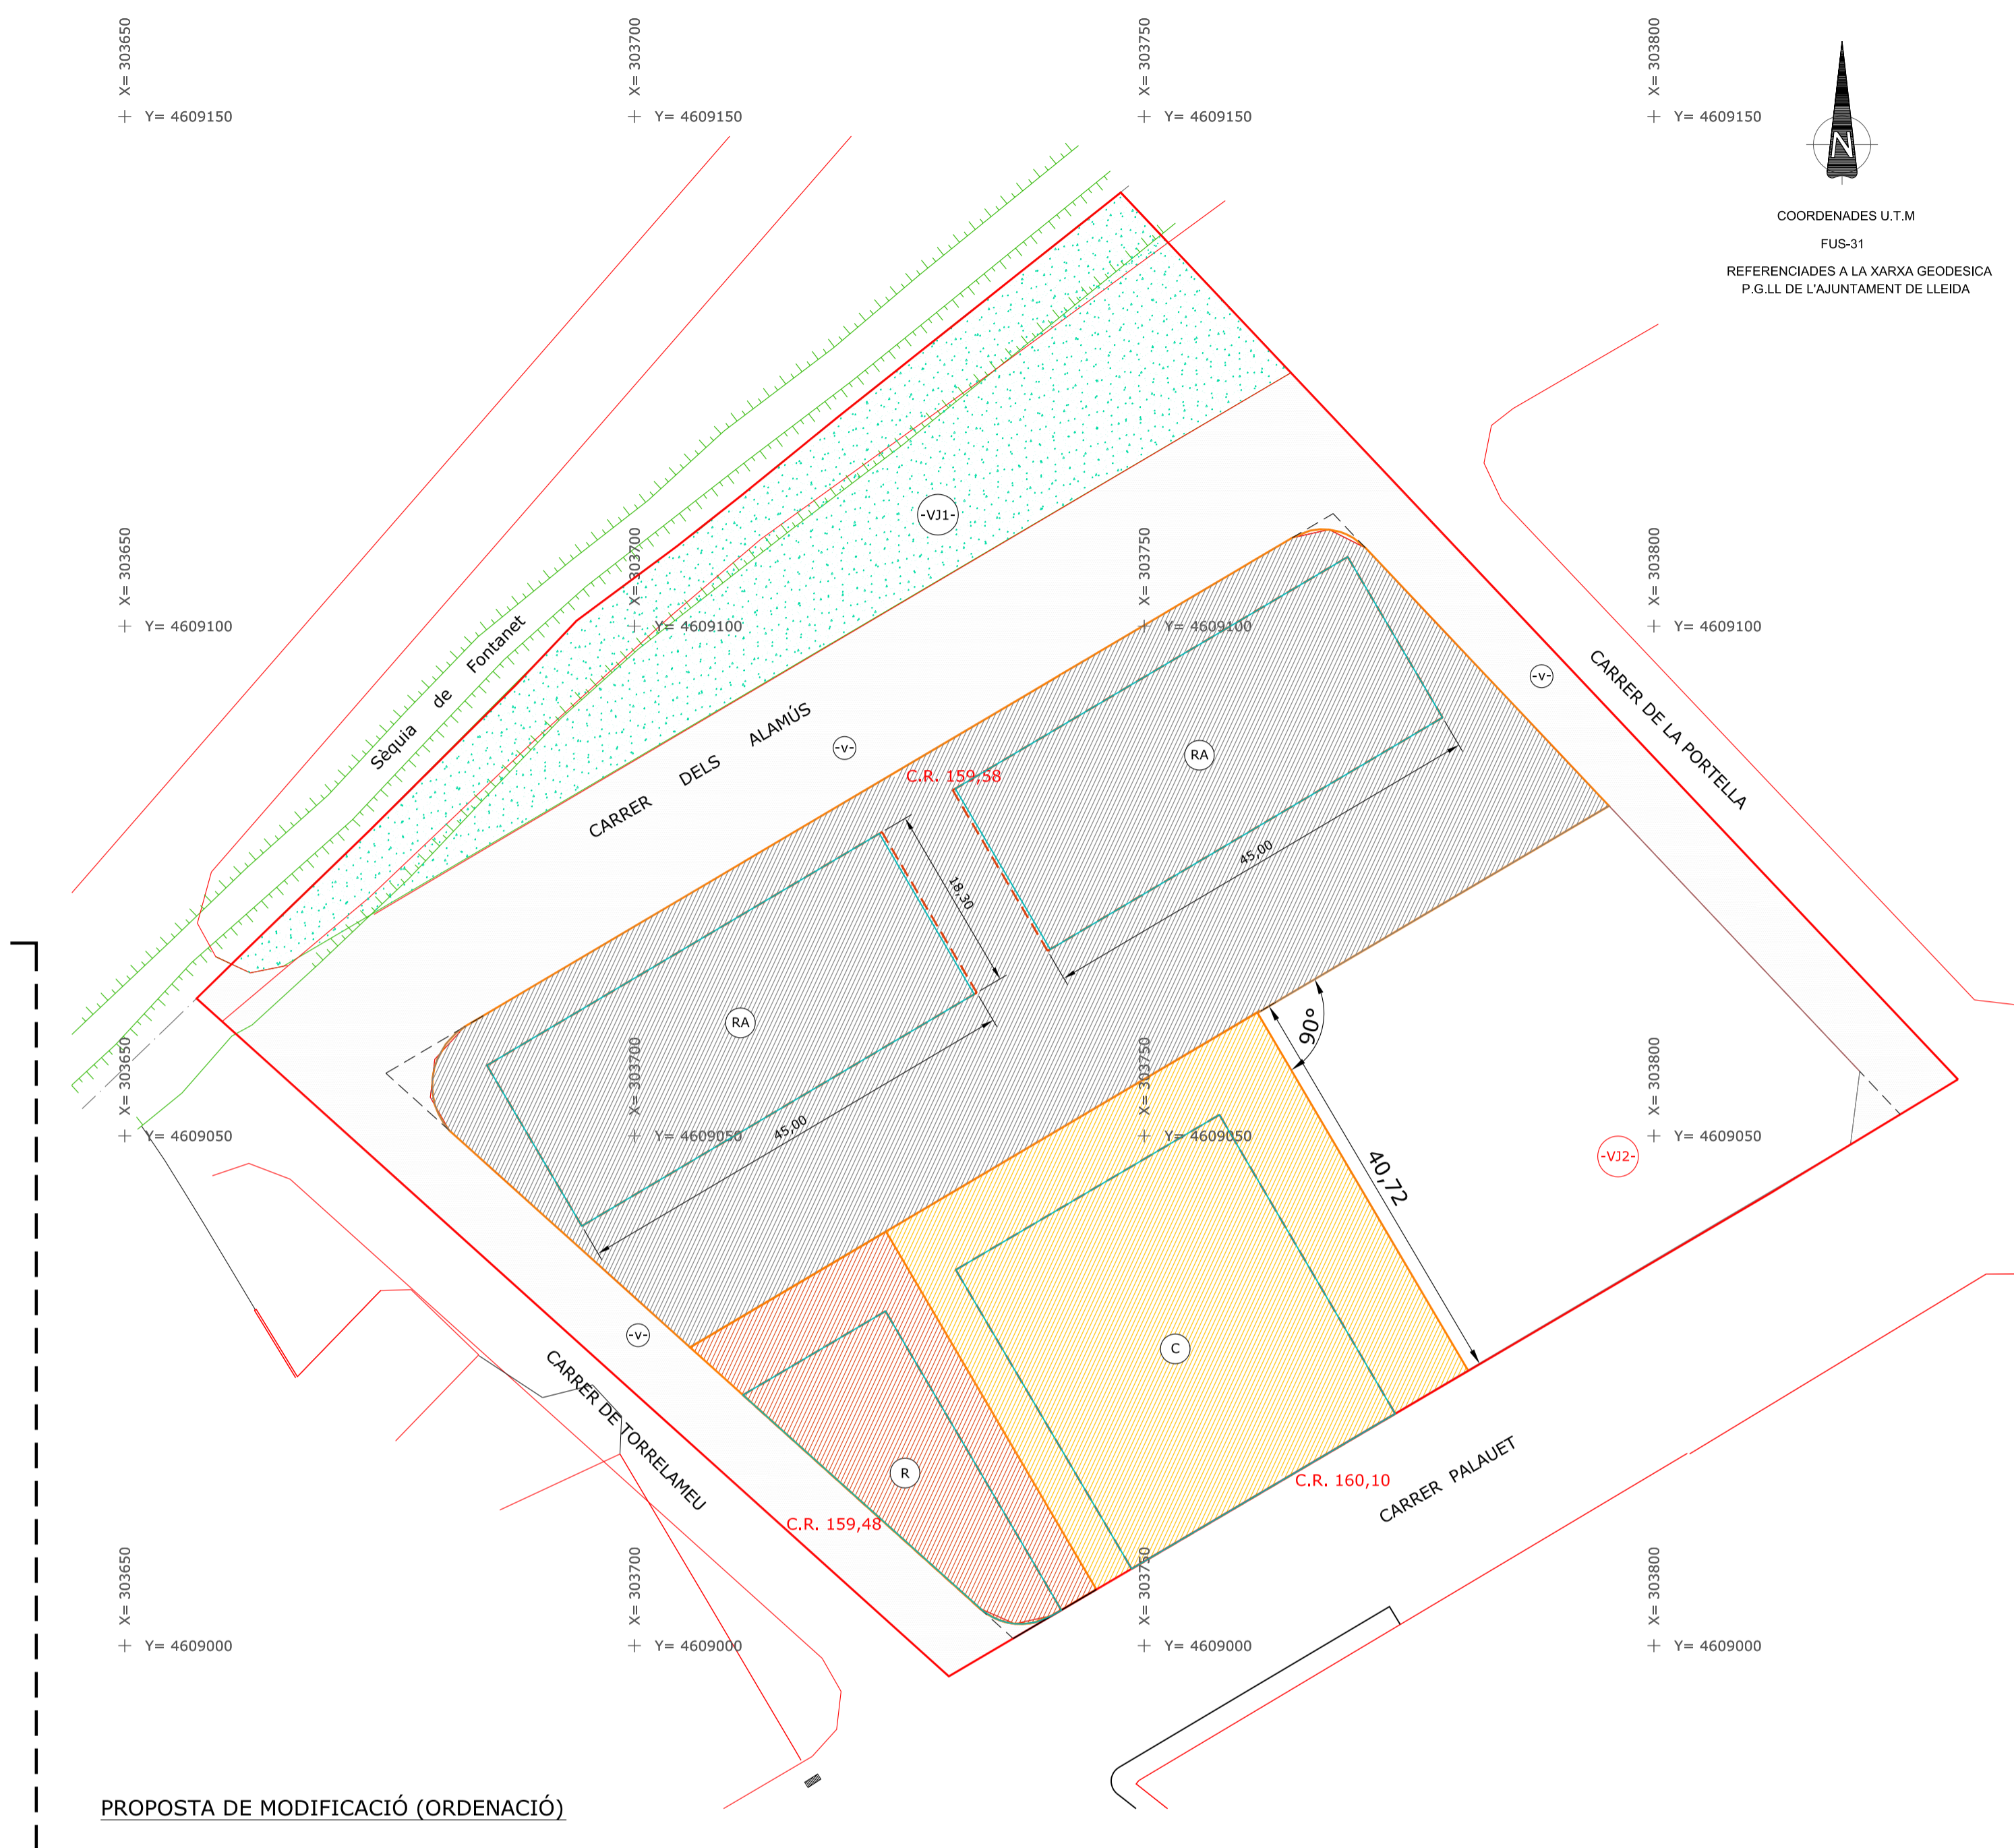 X= 303650
X= 303700
X= 303750
X= 303800
Y= 4609150
Y= 4609150
Y= 4609150
Y= 4609150
N
COORDENADES U.T.M
FUS-31
REFERENCIADES A LA XARXA GEODESICA
P.G.LL DE L'AJUNTAMENT DE LLEIDA
-VJ1-
X= 303650
X= 303700
X= 303750
X= 303800
Y= 4609100
Y= 4609100
Y= 4609100
Y= 4609100
Sèquia de Fontanet
CARRER DELS ALAMÚS
-v-
-v-
CARRER DE LA PORTELLA
RA
C.R. 159,58
45,00
18,30
RA
45,00
90°
40,72
X= 303650
X= 303700
X= 303750
X= 303800
Y= 4609050
Y= 4609050
Y= 4609050
Y= 4609050
-VJ2-
-v-
C
CARRER DE TORRELAMEU
R
C.R. 159,48
C.R. 160,10
CARRER PALAUET
X= 303650
X= 303700
X= 303750
X= 303800
Y= 4609000
Y= 4609000
Y= 4609000
Y= 4609000
PROPOSTA DE MODIFICACIÓ (ORDENACIÓ)